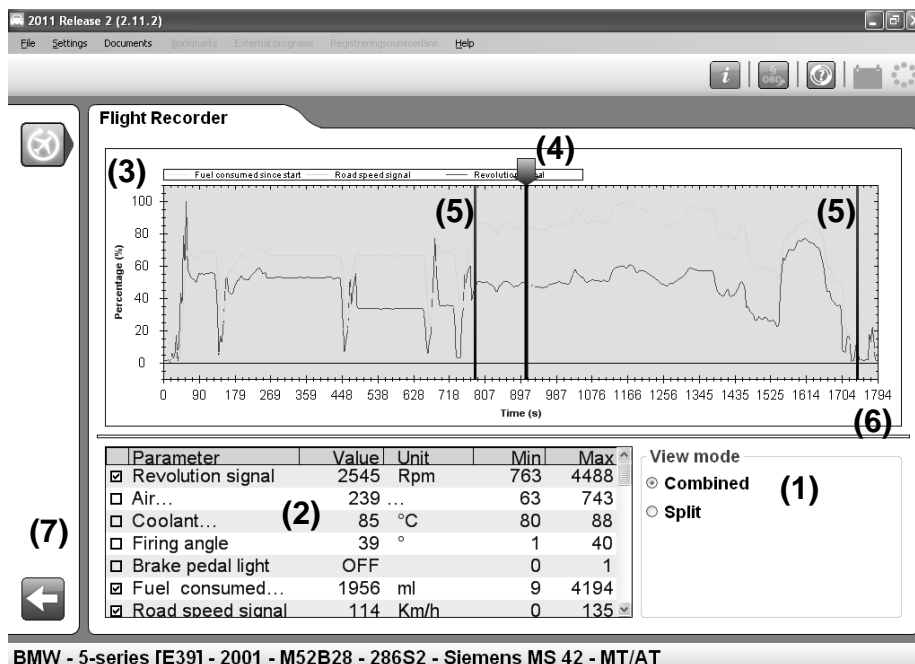 2011 Release 2 (2.11.2)
File Settings Documents Bookmarks External programs Registreringsnummerlänk Help
i
OBD
Flight Recorder
(3)
(4)
Fuel consumed since start Road speed signal Revolution signal
(5) (5)
Percentage (%)
100
80
60
40
20
0
0 90 179 269 359 448 538 628 718 807 897 987 1076 1166 1256 1345 1435 1525 1614 1704 1794
Time (s)
(6)
Parameter Value Unit Min Max
Revolution signal 2545 Rpm 763 4488
Air... 239 ... 63 743
Coolant... 85 °C 80 88
Firing angle 39 ° 1 40
Brake pedal light OFF 0 1
Fuel consumed... 1956 ml 9 4194
Road speed signal 114 Km/h 0 135
(2)
View mode
Combined
Split
(1)
(7)
BMW - 5-series [E39] - 2001 - M52B28 - 286S2 - Siemens MS 42 - MT/AT